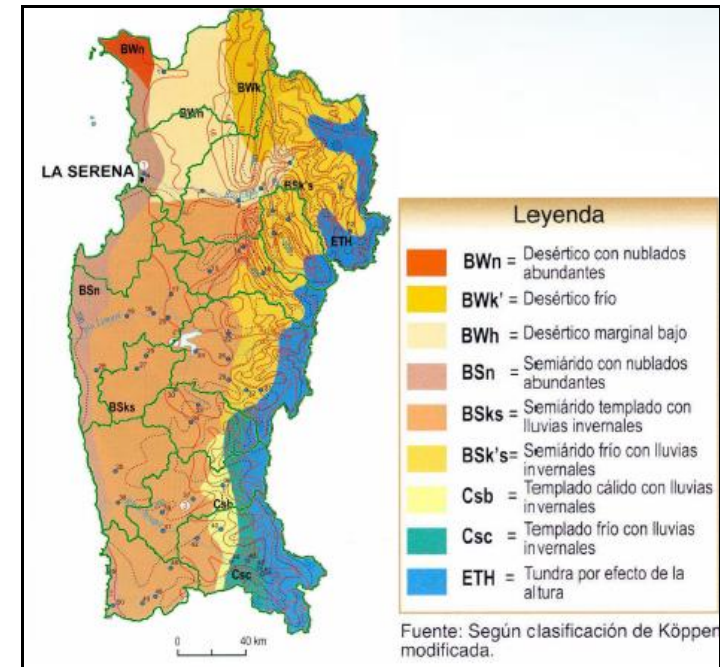 BWn
BWk
BWh
LA SERENA
BSk's
ETH
BSn
BSks
Csb
Csc
0 40 km
Leyenda
BWn = Desértico con nublados
abundantes
BWk' = Desértico frío
BWh = Desértico marginal bajo
BSn = Semiárido con nublados
abundantes
BSks = Semiárido templado con
lluvias invernales
BSk's= Semiárido frío con lluvias
invernales
Csb = Templado cálido con lluvias
invernales
Csc = Templado frío con lluvias
invernales
ETH = Tundra por efecto de la
altura
Fuente: Según clasificación de Köppen
modificada.